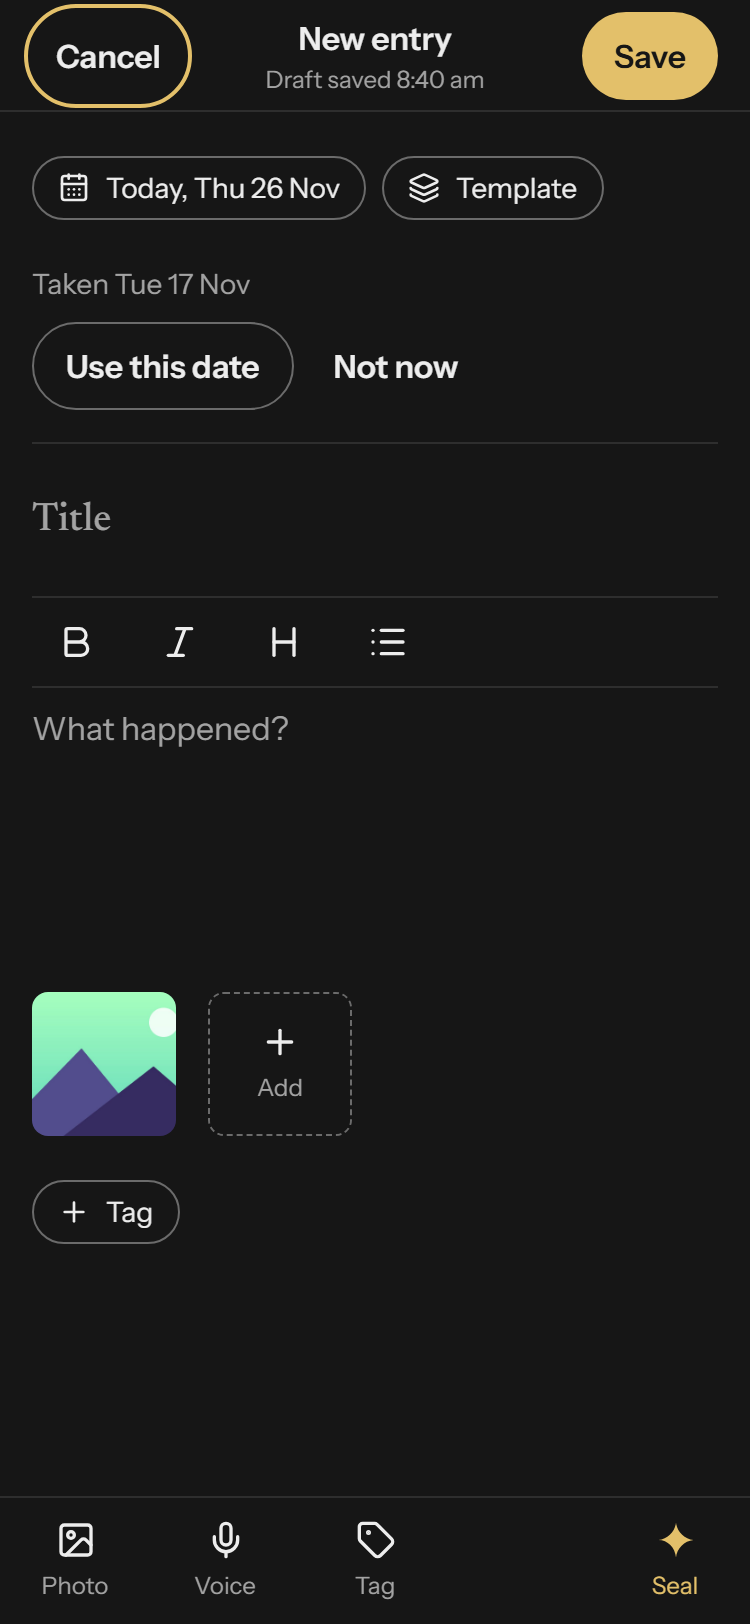 Cancel
New entry
Draft saved 8:40 am
Save
Today, Thu 26 Nov
Template
Taken Tue 17 Nov
Use this date
Not now
Title
B I H
What happened?
Add
Tag
Photo
Voice
Tag
Seal